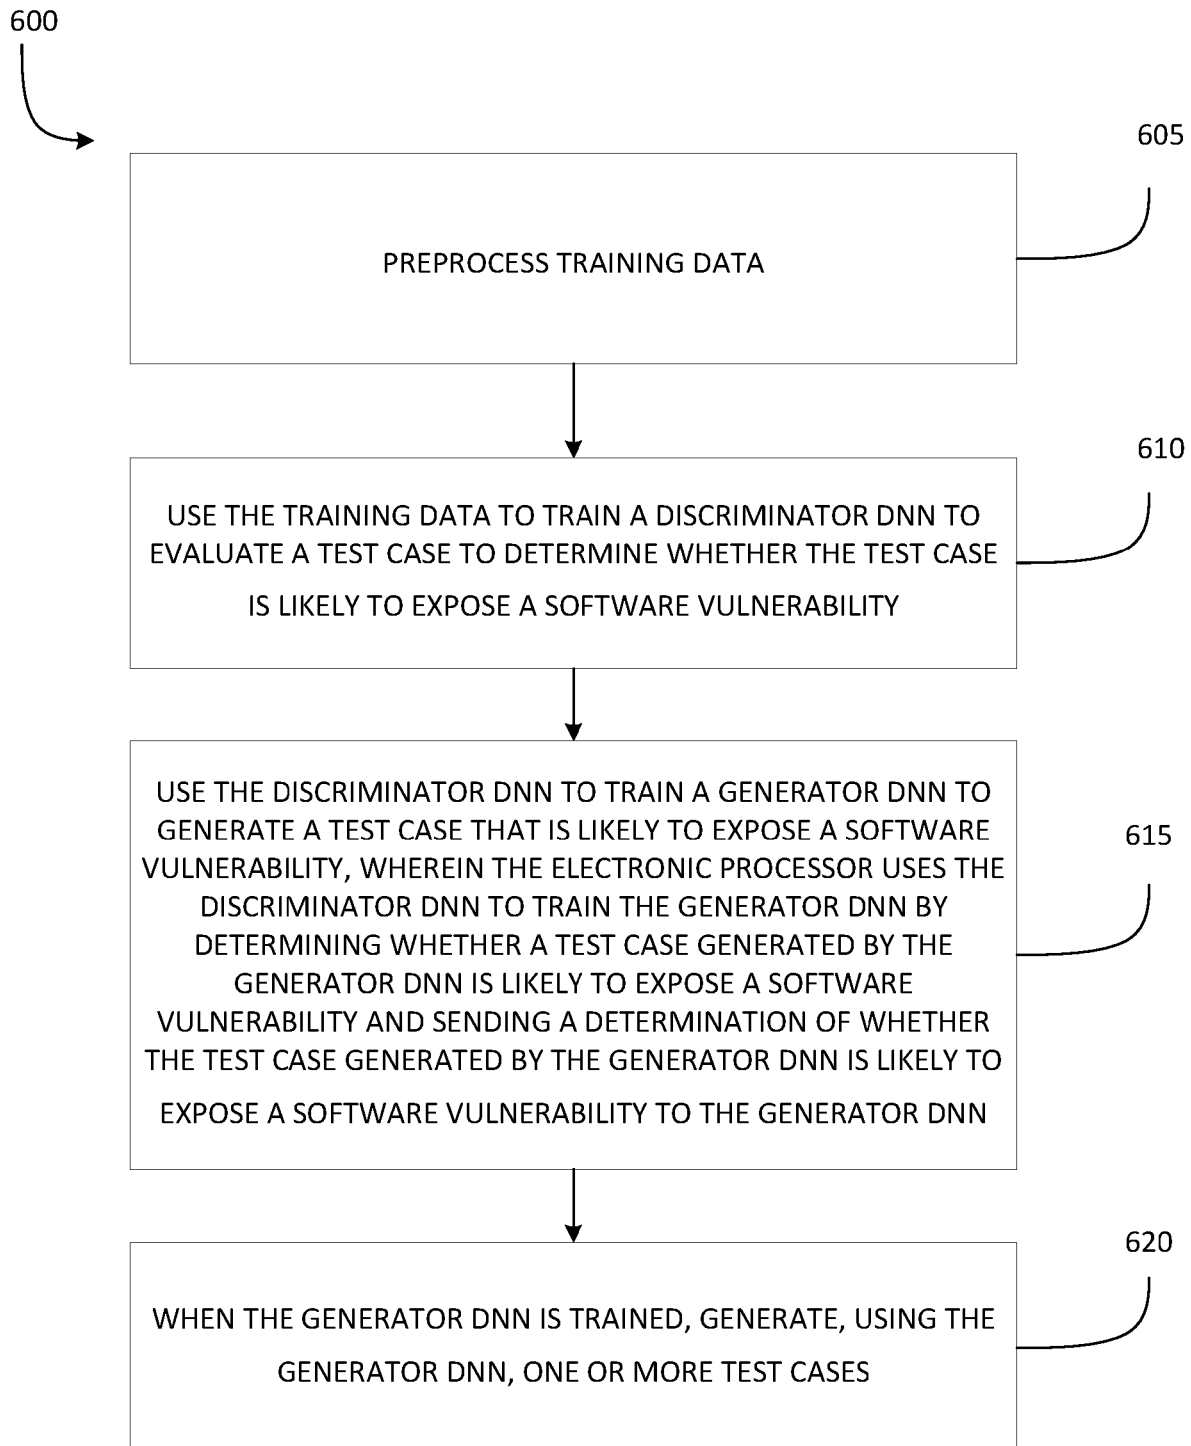 600
605
PREPROCESS TRAINING DATA
610
USE THE TRAINING DATA TO TRAIN A DISCRIMINATOR DNN TO
EVALUATE A TEST CASE TO DETERMINE WHETHER THE TEST CASE
IS LIKELY TO EXPOSE A SOFTWARE VULNERABILITY
USE THE DISCRIMINATOR DNN TO TRAIN A GENERATOR DNN TO
GENERATE A TEST CASE THAT IS LIKELY TO EXPOSE A SOFTWARE
VULNERABILITY, WHEREIN THE ELECTRONIC PROCESSOR USES THE
DISCRIMINATOR DNN TO TRAIN THE GENERATOR DNN BY
DETERMINING WHETHER A TEST CASE GENERATED BY THE
GENERATOR DNN IS LIKELY TO EXPOSE A SOFTWARE
VULNERABILITY AND SENDING A DETERMINATION OF WHETHER
THE TEST CASE GENERATED BY THE GENERATOR DNN IS LIKELY TO
EXPOSE A SOFTWARE VULNERABILITY TO THE GENERATOR DNN
615
620
WHEN THE GENERATOR DNN IS TRAINED, GENERATE, USING THE
GENERATOR DNN, ONE OR MORE TEST CASES